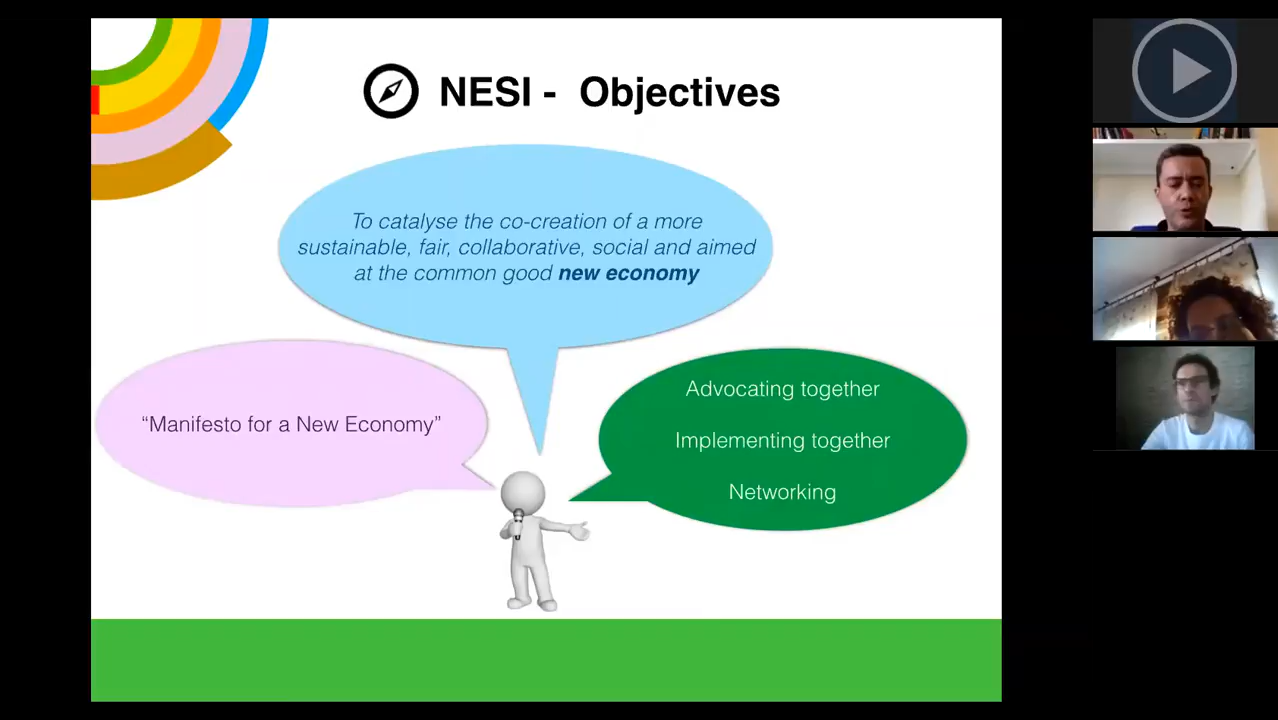 NESI - Objectives
To catalyse the co-creation of a more
sustainable, fair, collaborative, social and aimed
at the common good new economy
“Manifesto for a New Economy”
Advocating together
Implementing together
Networking